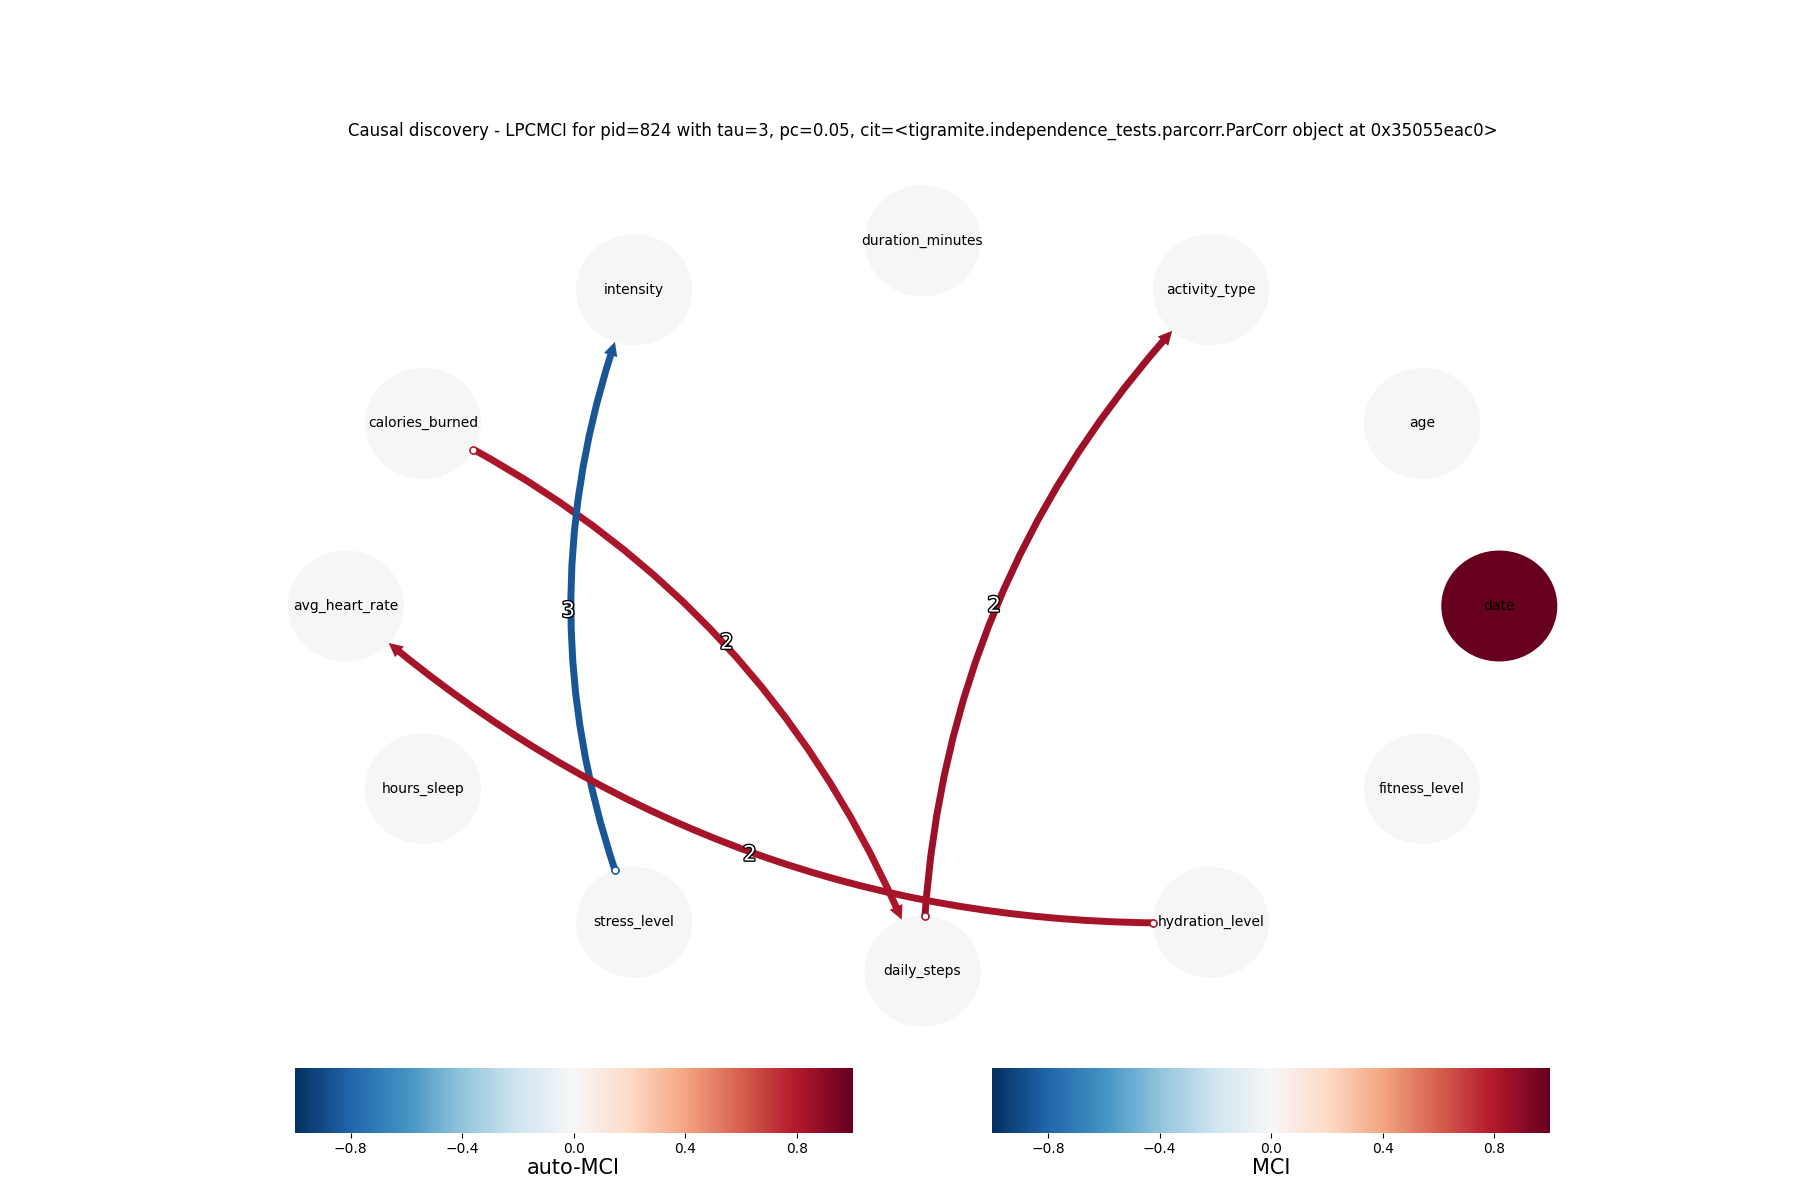 Causal discovery - LPCMCI for pid=824 with tau=3, pc=0.05, cit=<tigramite.independence_tests.parcorr.ParCorr object at 0x35055eac0>
duration_minutes
intensity
activity_type
calories_burned
age
avg_heart_rate
3
2
2
date
hours_sleep
fitness_level
2
stress_level
hydration_level
daily_steps
−0.8 −0.4 0.0 0.4 0.8
auto-MCI
−0.8 −0.4 0.0 0.4 0.8
MCI